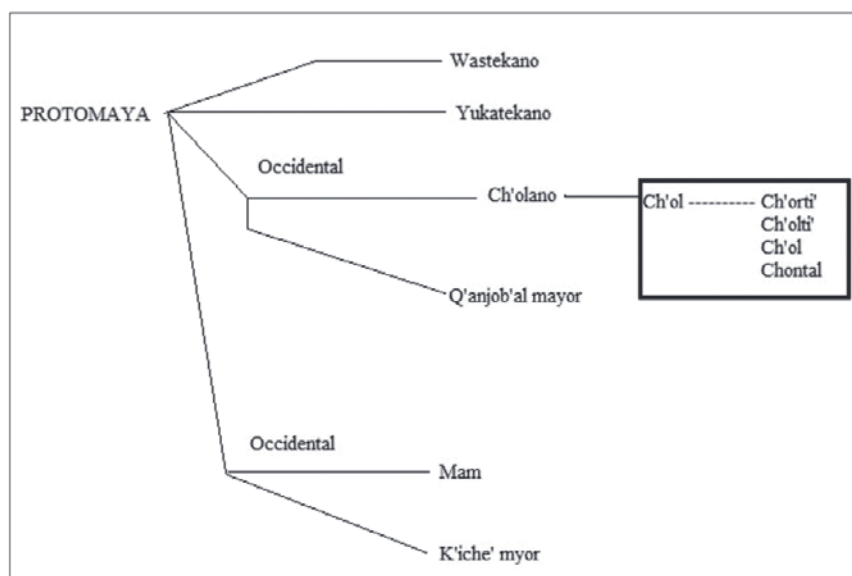 Wastekano
PROTOMAYA
Yukatekano
Occidental
Ch'olano
Ch'ol ---------- Ch'orti'
Ch'olti'
Ch'ol
Chontal
Q'anjob'al mayor
Occidental
Mam
K'iche' myor